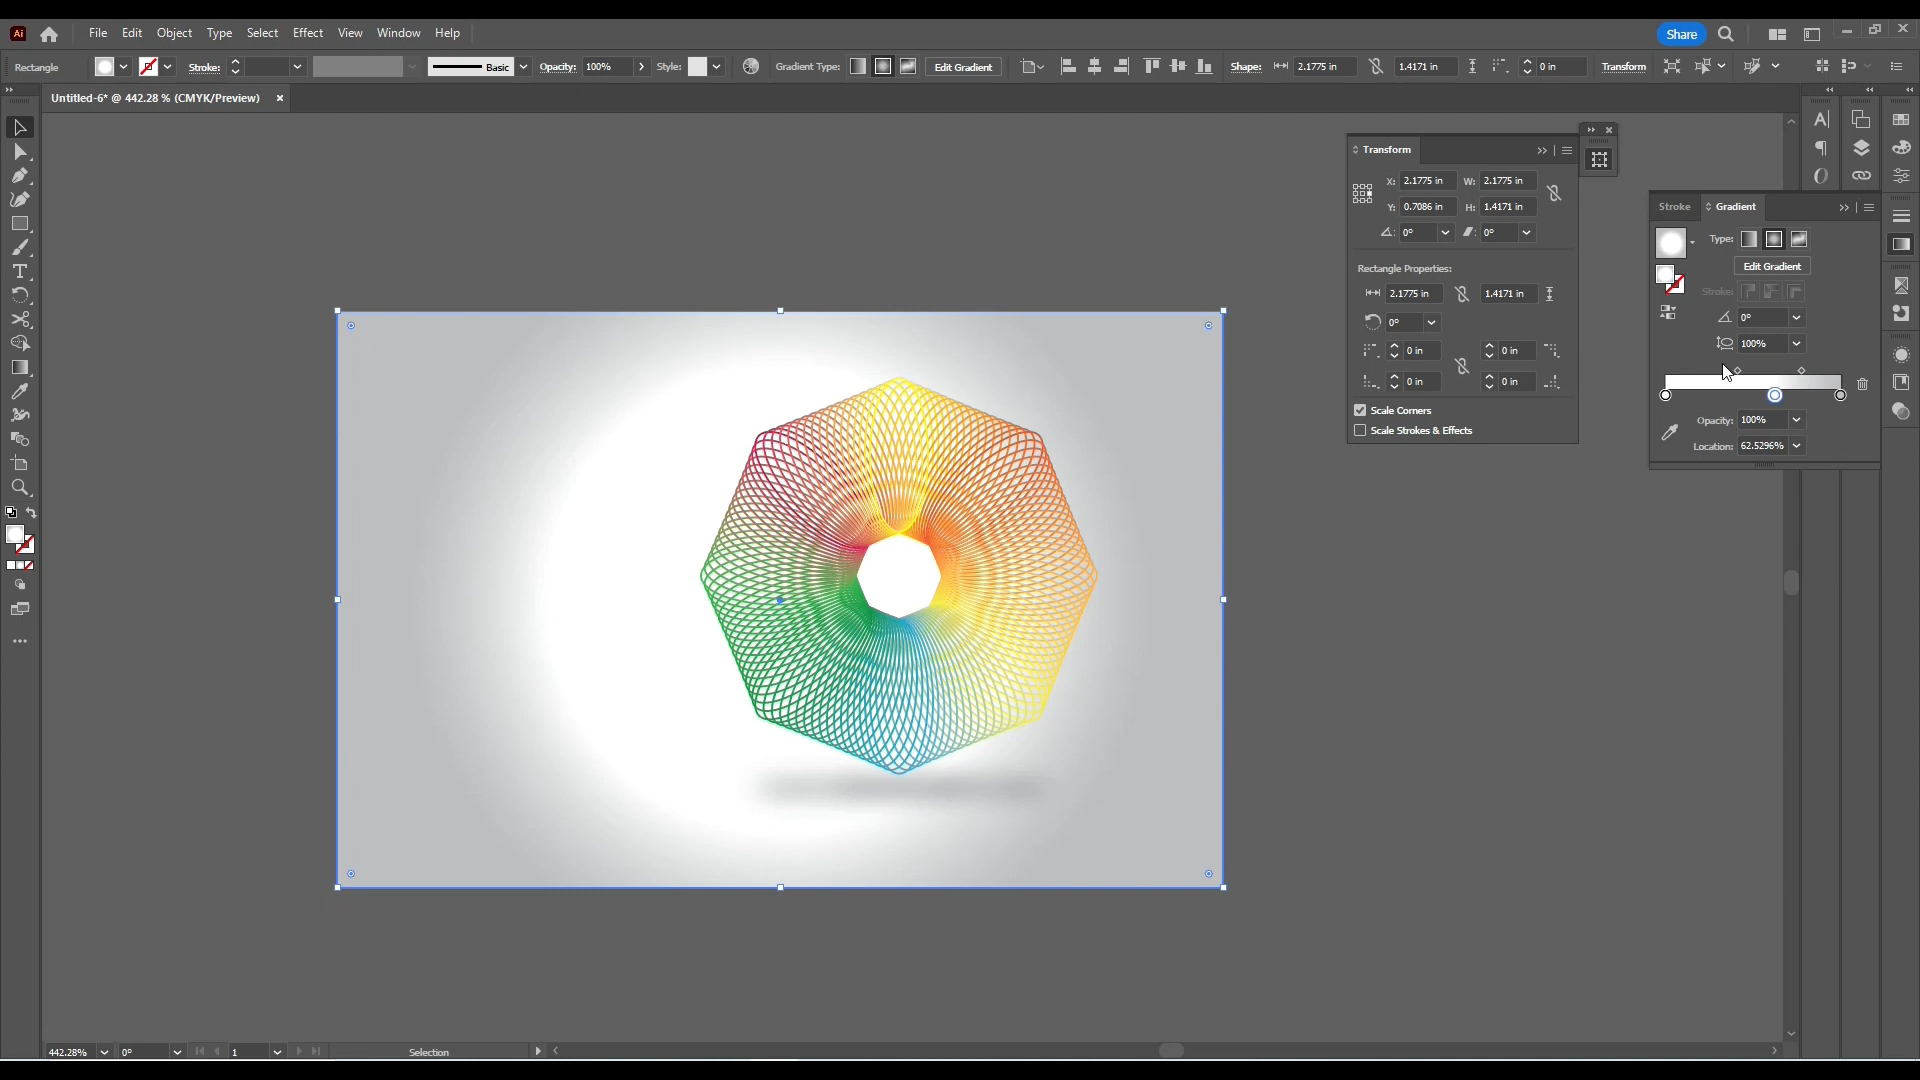 Ai File Edit Object Type Select Effect View Window Help Share
Rectangle Stroke: Basic Opacity: 100% Style: Gradient Type: Edit Gradient Shape: 2.1775 in 1.4171 in 0 in Transform
Untitled-6* @ 442.28 % (CMYK/Preview) ×
Transform
X: 2.1775 in W: 2.1775 in
Y: 0.7086 in H: 1.4171 in
0° 0°
Rectangle Properties:
2.1775 in 1.4171 in
0°
0 in 0 in
0 in 0 in
Scale Corners
Scale Strokes & Effects
Stroke Gradient
Type:
Edit Gradient
Stroke:
0°
100%
Opacity: 100%
Location: 62.5296%
442.28% 0° 1 Selection